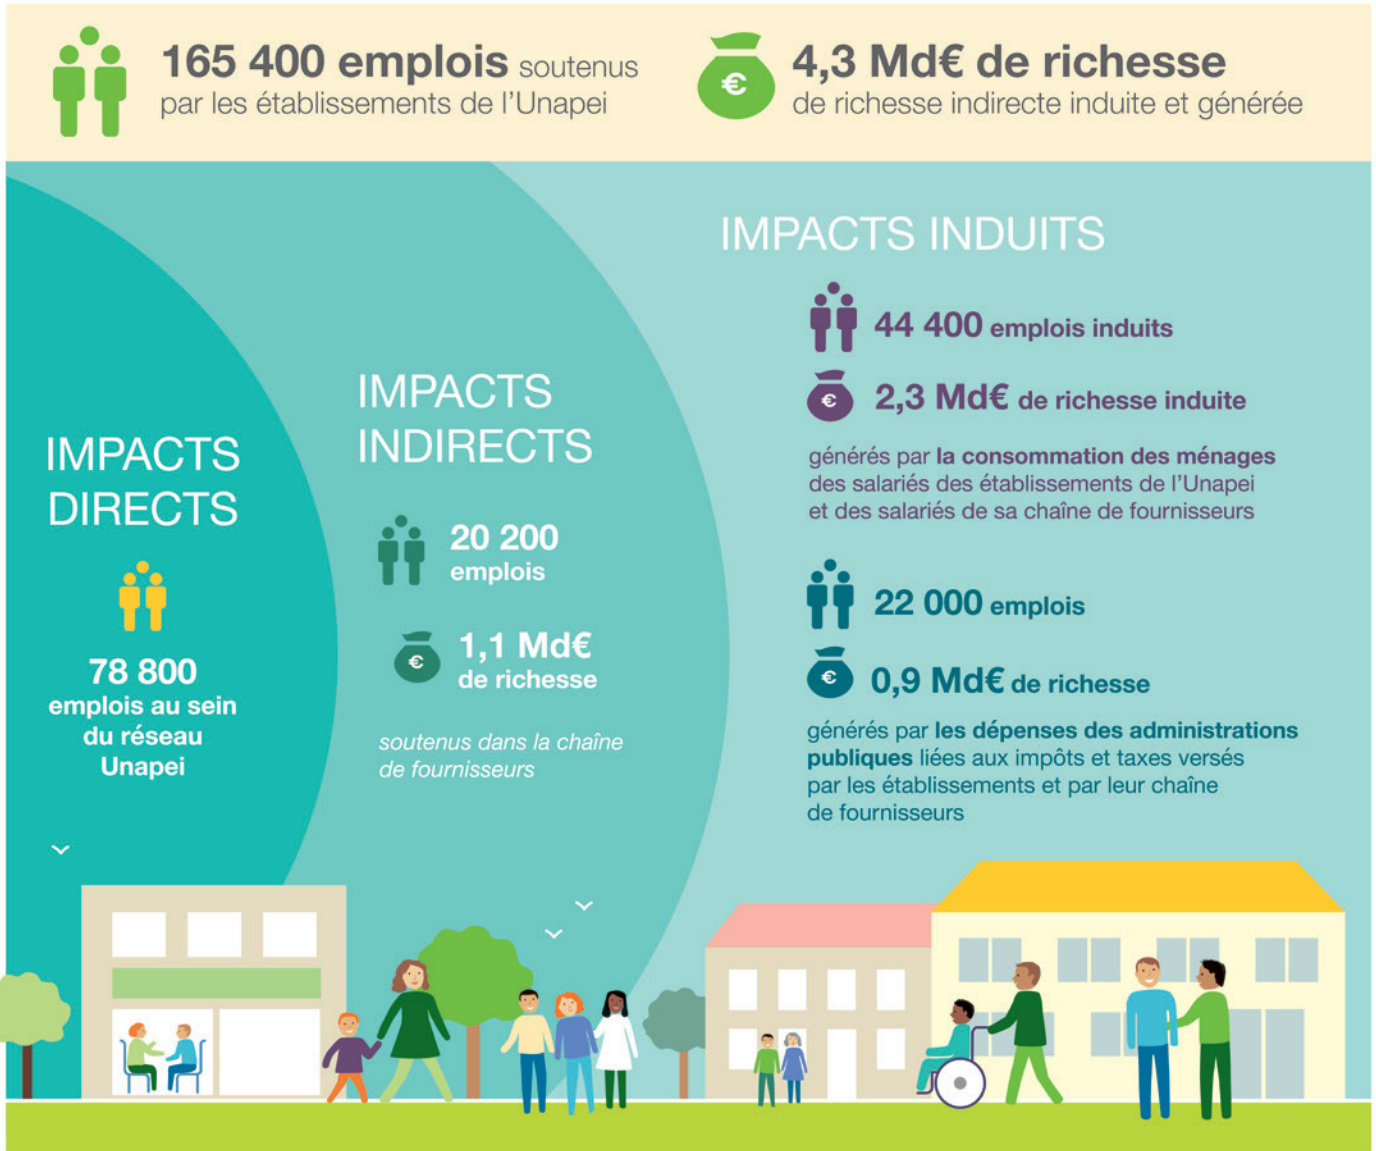 165 400 emplois soutenus
par les établissements de l'Unapei
€
4,3 Md€ de richesse
de richesse indirecte induite et générée
IMPACTS
DIRECTS
78 800
emplois au sein
du réseau
Unapei
IMPACTS
INDIRECTS
20 200
emplois
€
1,1 Md€
de richesse
soutenus dans la chaîne
de fournisseurs
IMPACTS INDUITS
44 400 emplois induits
€
2,3 Md€ de richesse induite
générés par la consommation des ménages
des salariés des établissements de l'Unapei
et des salariés de sa chaîne de fournisseurs
22 000 emplois
€
0,9 Md€ de richesse
générés par les dépenses des administrations
publiques liées aux impôts et taxes versés
par les établissements et par leur chaîne
de fournisseurs